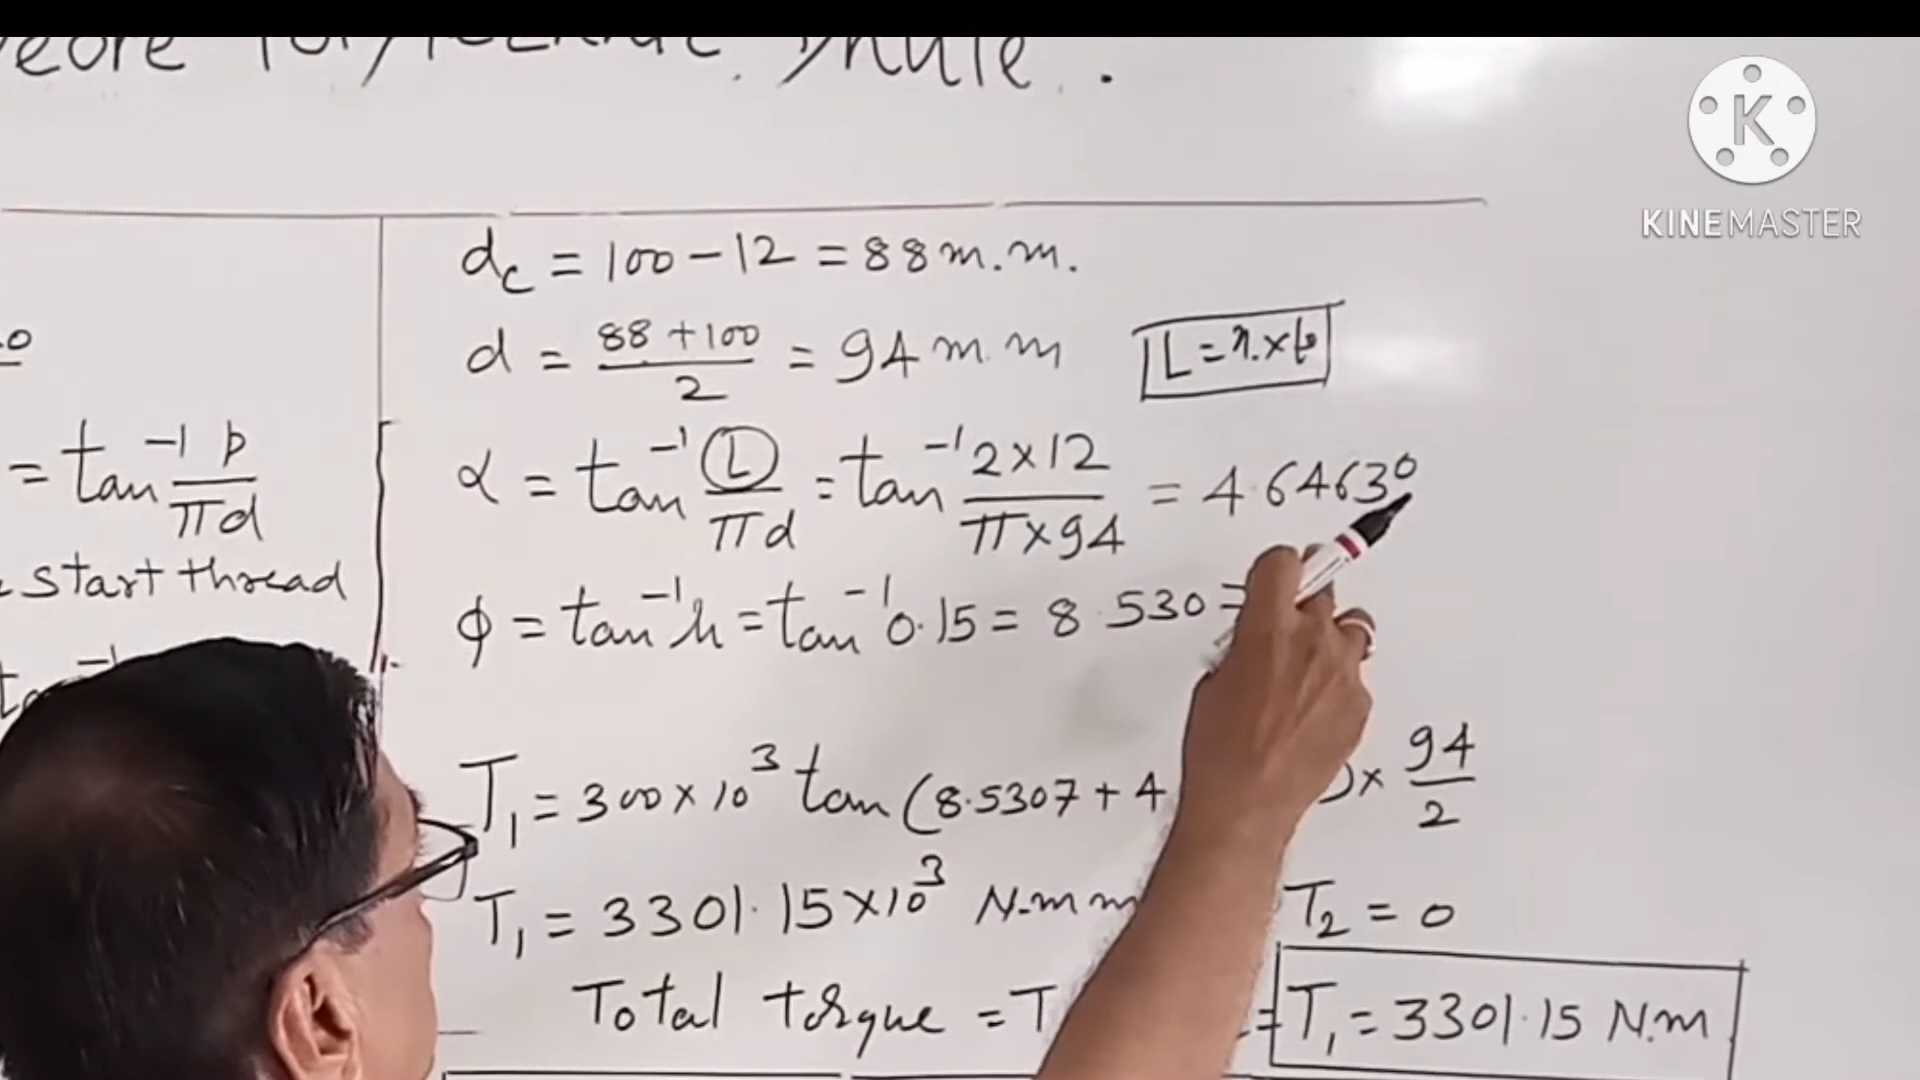 KINEMASTER
d_c = 100 - 12 = 88 m.m.
d = (88 + 100)/2 = 94 m.m
L = n × p
= tan⁻¹ p/πd
α = tan⁻¹ L/πd = tan⁻¹ (2×12)/(π×94) = 4.6463°
start thread
φ = tan⁻¹ μ = tan⁻¹ 0.15 = 8.530
T₁ = 300 × 10³ tan (8.5307 + 4 ) × 94/2
T₁ = 3301.15 × 10³ N.mm
T₂ = 0
Total torque = T = T₁ = 3301.15 N.m